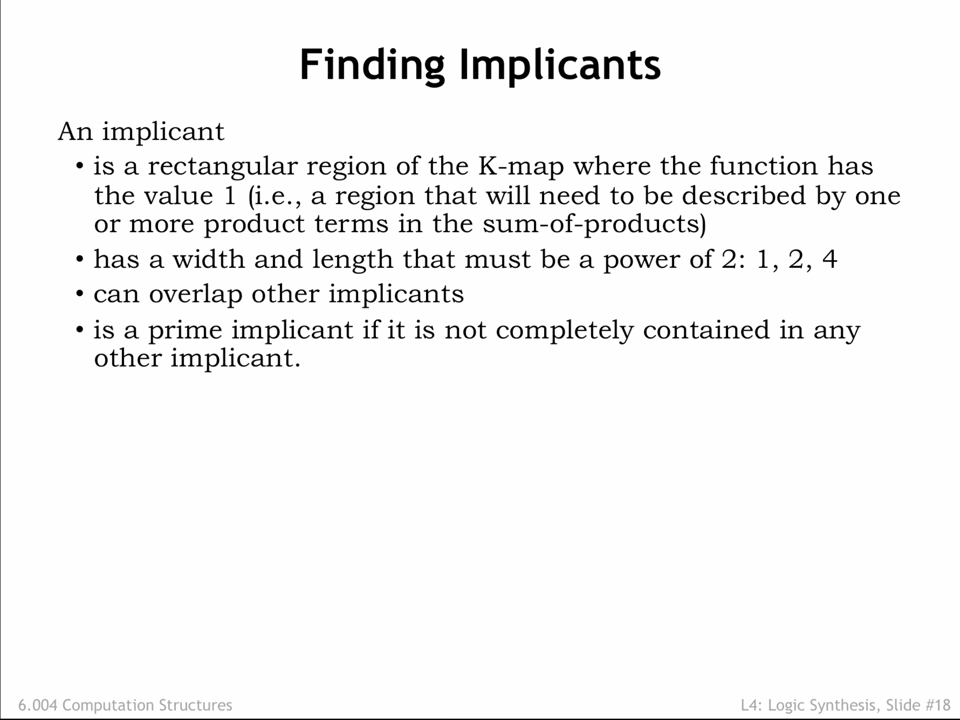 Finding Implicants
An implicant
• is a rectangular region of the K-map where the function has
the value 1 (i.e., a region that will need to be described by one
or more product terms in the sum-of-products)
• has a width and length that must be a power of 2: 1, 2, 4
• can overlap other implicants
• is a prime implicant if it is not completely contained in any
other implicant.
6.004 Computation Structures
L4: Logic Synthesis, Slide #18